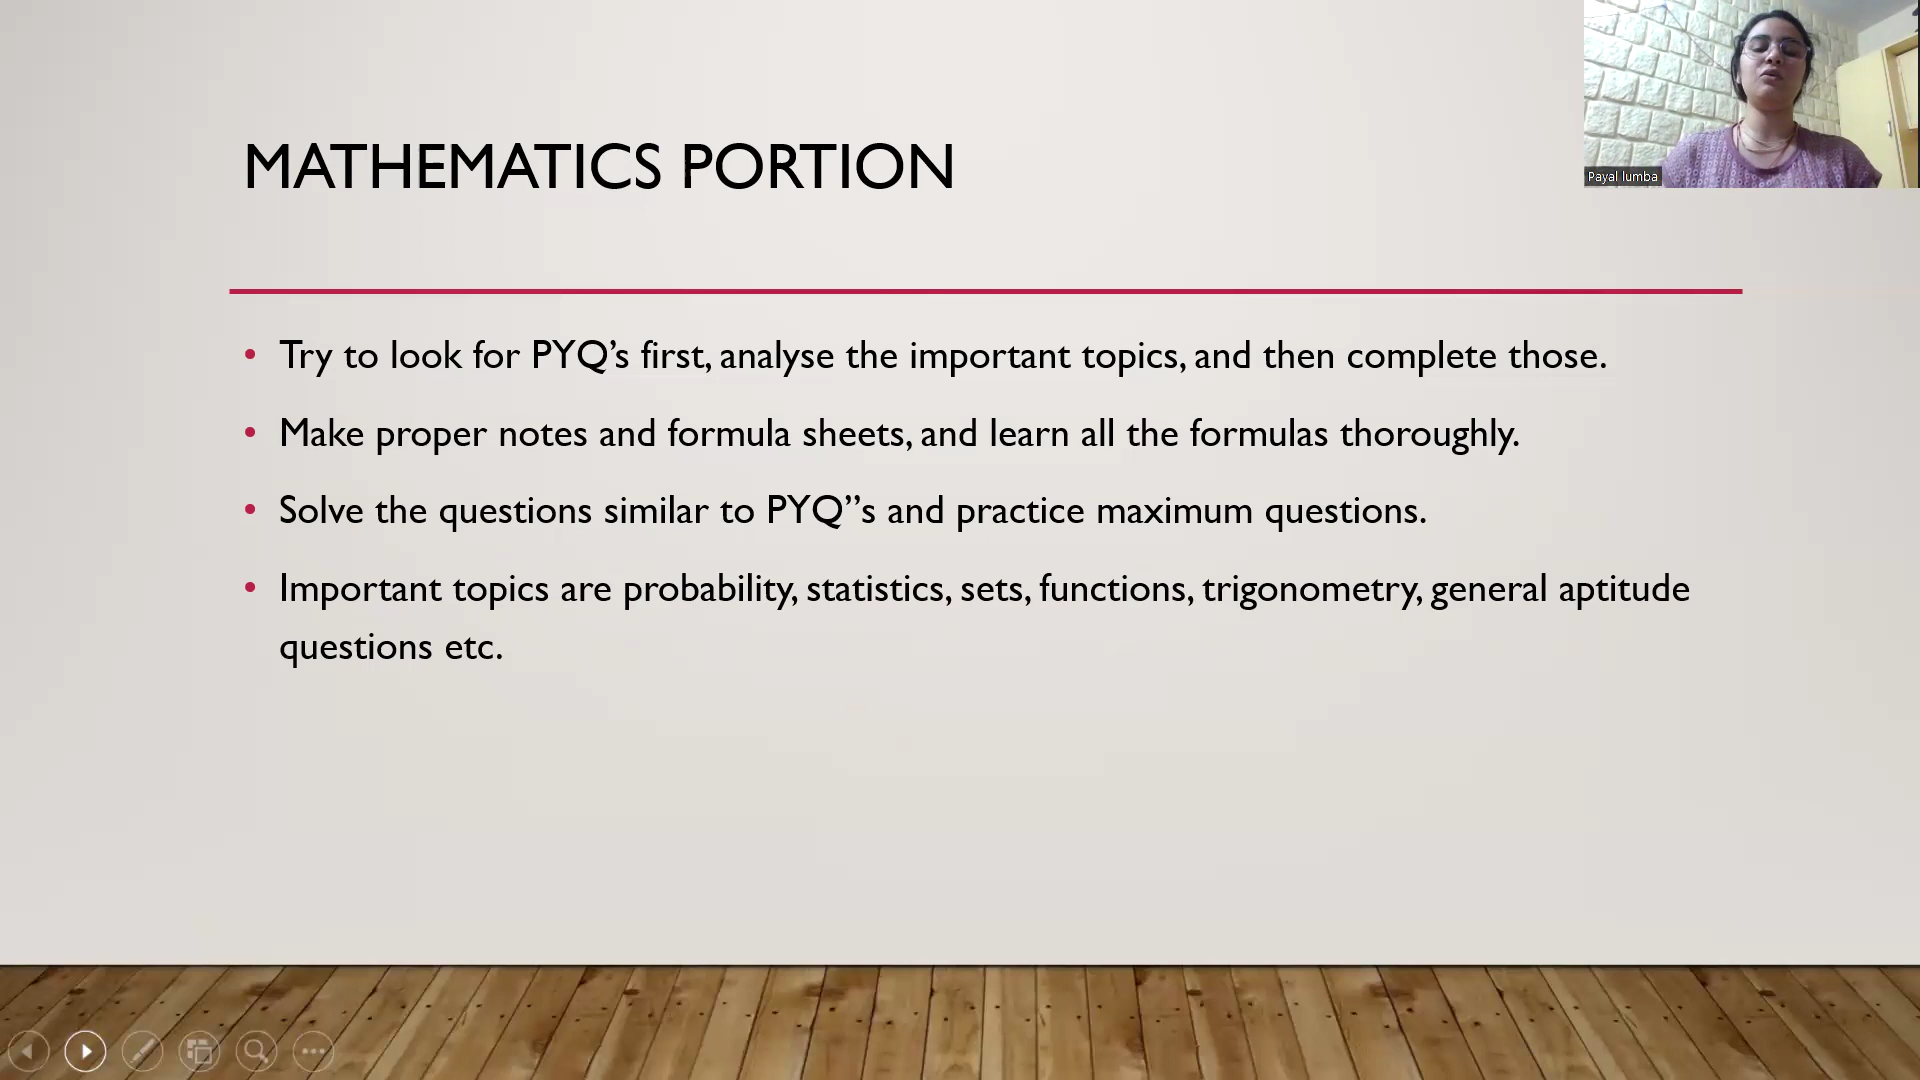 MATHEMATICS PORTION
Payal lumba
• Try to look for PYQ’s first, analyse the important topics, and then complete those.
• Make proper notes and formula sheets, and learn all the formulas thoroughly.
• Solve the questions similar to PYQ”s and practice maximum questions.
• Important topics are probability, statistics, sets, functions, trigonometry, general aptitude
questions etc.